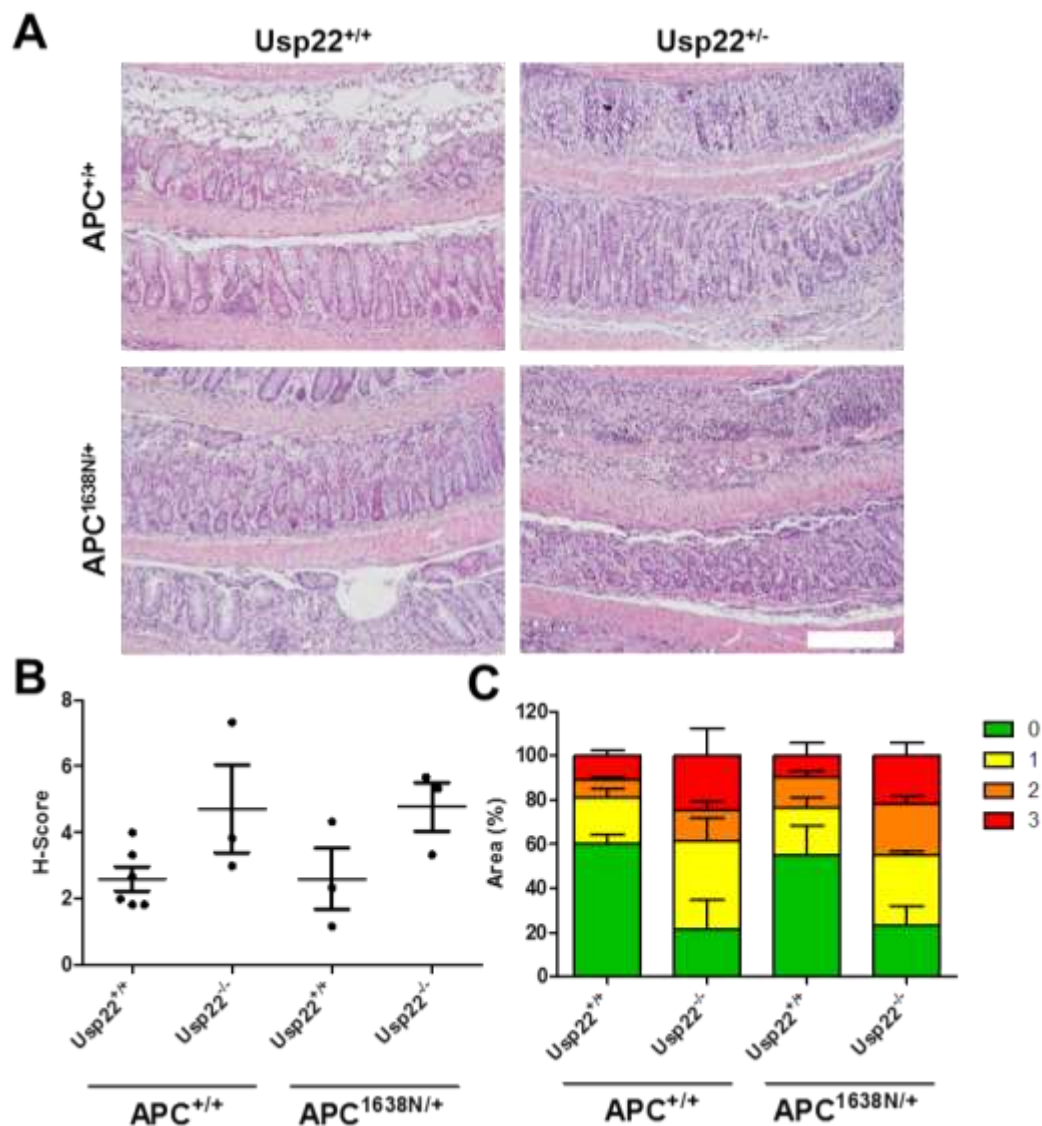 A
Usp22+/+ Usp22+/-
APC+/+
APC1638N/+
B
H-Score
8
6
4
2
0
Usp22+/+ Usp22-/- Usp22+/+ Usp22-/-
APC+/+ APC1638N/+
C
Area (%)
120
100
80
60
40
20
0
0
1
2
3
Usp22+/+ Usp22-/- Usp22+/+ Usp22-/-
APC+/+ APC1638N/+